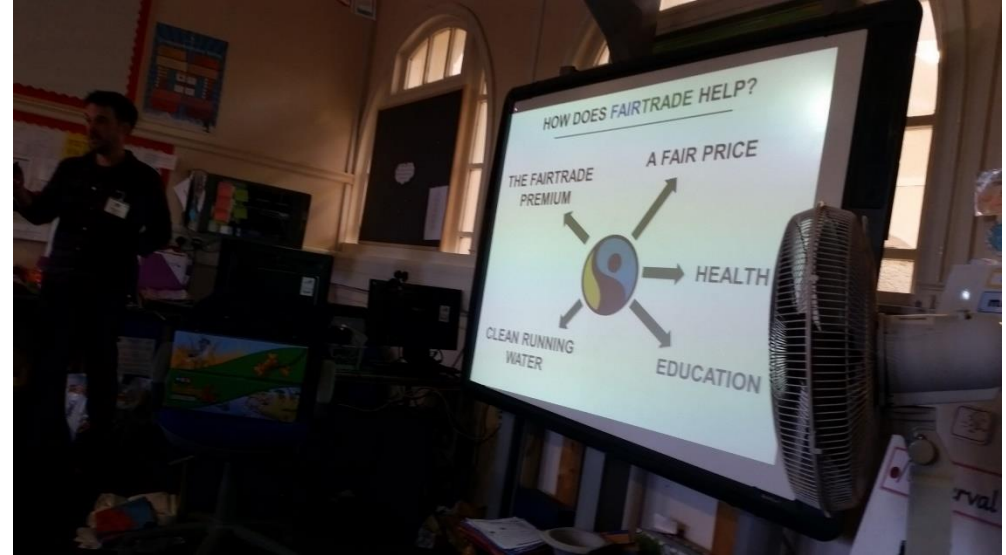 HOW DOES FAIRTRADE HELP?
THE FAIRTRADE
PREMIUM
A FAIR PRICE
HEALTH
CLEAN RUNNING
WATER
EDUCATION